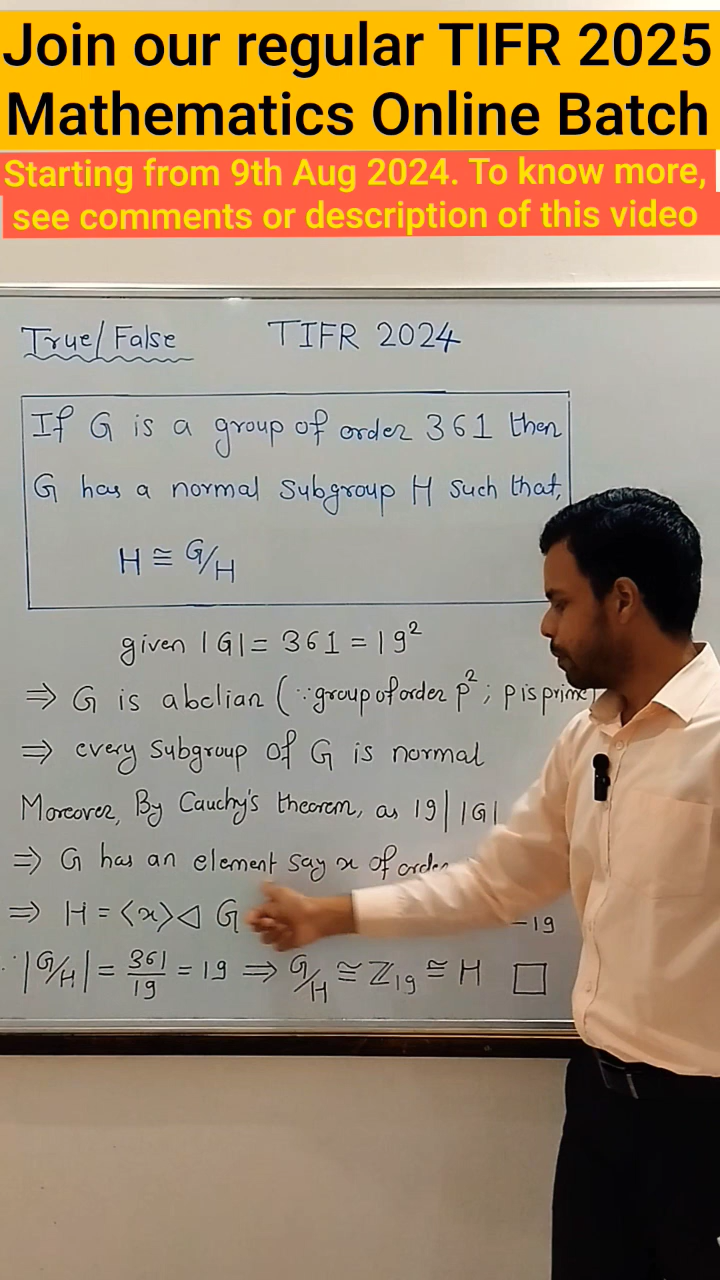 Join our regular TIFR 2025
Mathematics Online Batch
Starting from 9th Aug 2024. To know more,
see comments or description of this video
True/False TIFR 2024
If G is a group of order 361 then
G has a normal Subgroup H Such that,
H ≅ G/H
given |G| = 361 = 19²
⇒ G is abelian (∵ group of order p²; p is prime)
⇒ every Subgroup of G is normal
Moreover, By Cauchy's theorem, as 19 | |G|
⇒ G has an element say x of order
⇒ H = ⟨x⟩ ◁ G 19
∵ |G/H| = 361/19 = 19 ⇒ G/H ≅ ℤ₁₉ ≅ H □